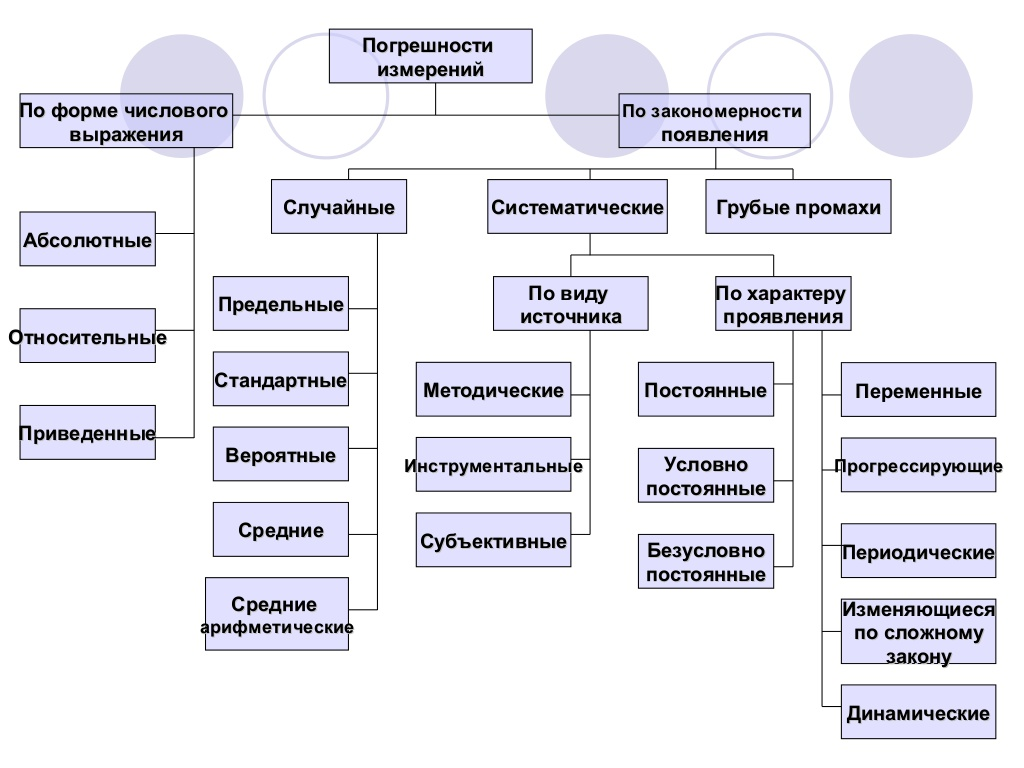 Погрешности
измерений
По форме числового
выражения
По закономерности
появления
Случайные
Систематические
Грубые промахи
Абсолютные
Относительные
Приведенные
Предельные
Стандартные
Вероятные
Средние
Средние
арифметические
По виду
источника
По характеру
проявления
Методические
Инструментальные
Субъективные
Постоянные
Условно
постоянные
Безусловно
постоянные
Переменные
Прогрессирующие
Периодические
Изменяющиеся
по сложному
закону
Динамические